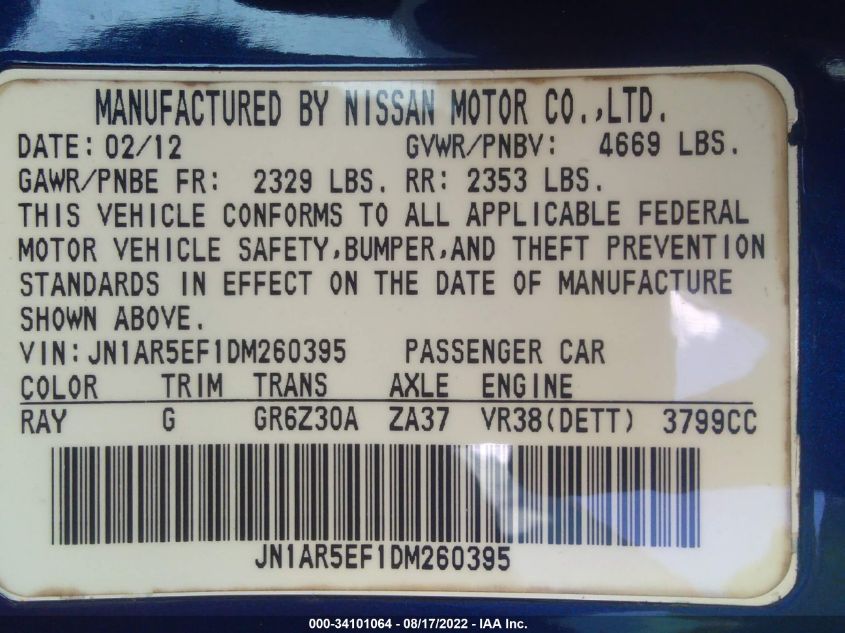 MANUFACTURED BY NISSAN MOTOR CO.,LTD.
DATE: 02/12 GVWR/PNBV: 4669 LBS.
GAWR/PNBE FR: 2329 LBS. RR: 2353 LBS.
THIS VEHICLE CONFORMS TO ALL APPLICABLE FEDERAL
MOTOR VEHICLE SAFETY,BUMPER,AND THEFT PREVENTION
STANDARDS IN EFFECT ON THE DATE OF MANUFACTURE
SHOWN ABOVE.
VIN: JN1AR5EF1DM260395 PASSENGER CAR
COLOR TRIM TRANS AXLE ENGINE
RAY G GR6Z30A ZA37 VR38(DETT) 3799CC
JN1AR5EF1DM260395
000-34101064 - 08/17/2022 - IAA Inc.